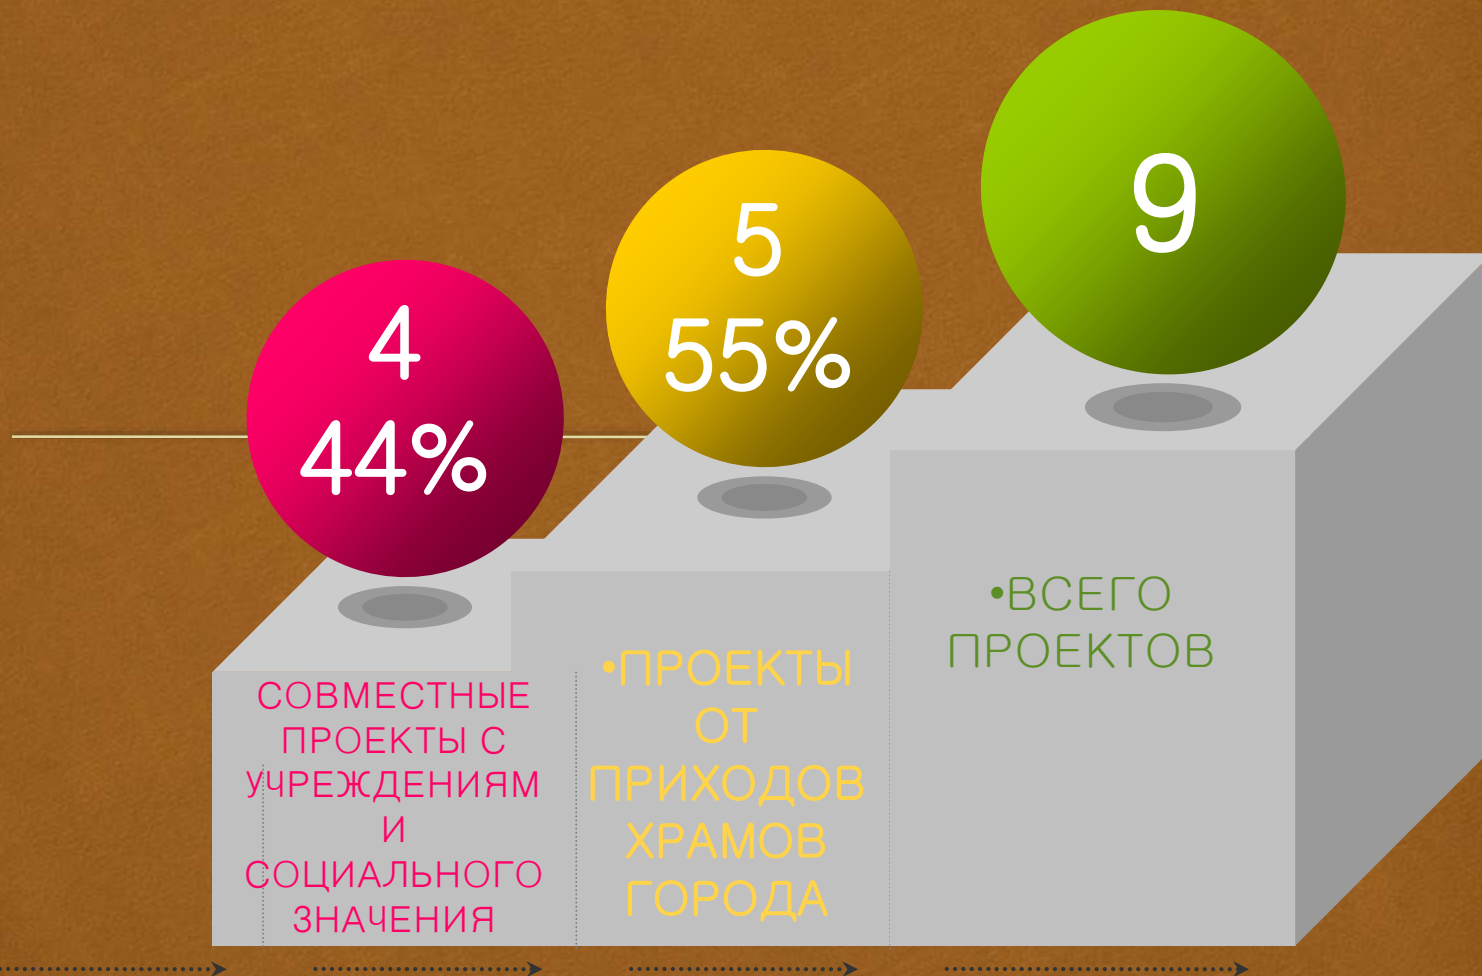 4
44%
СОВМЕСТНЫЕ
ПРОЕКТЫ С
УЧРЕЖДЕНИЯМ
И
СОЦИАЛЬНОГО
ЗНАЧЕНИЯ
5
55%
•ПРОЕКТЫ
ОТ
ПРИХОДОВ
ХРАМОВ
ГОРОДА
9
•ВСЕГО
ПРОЕКТОВ